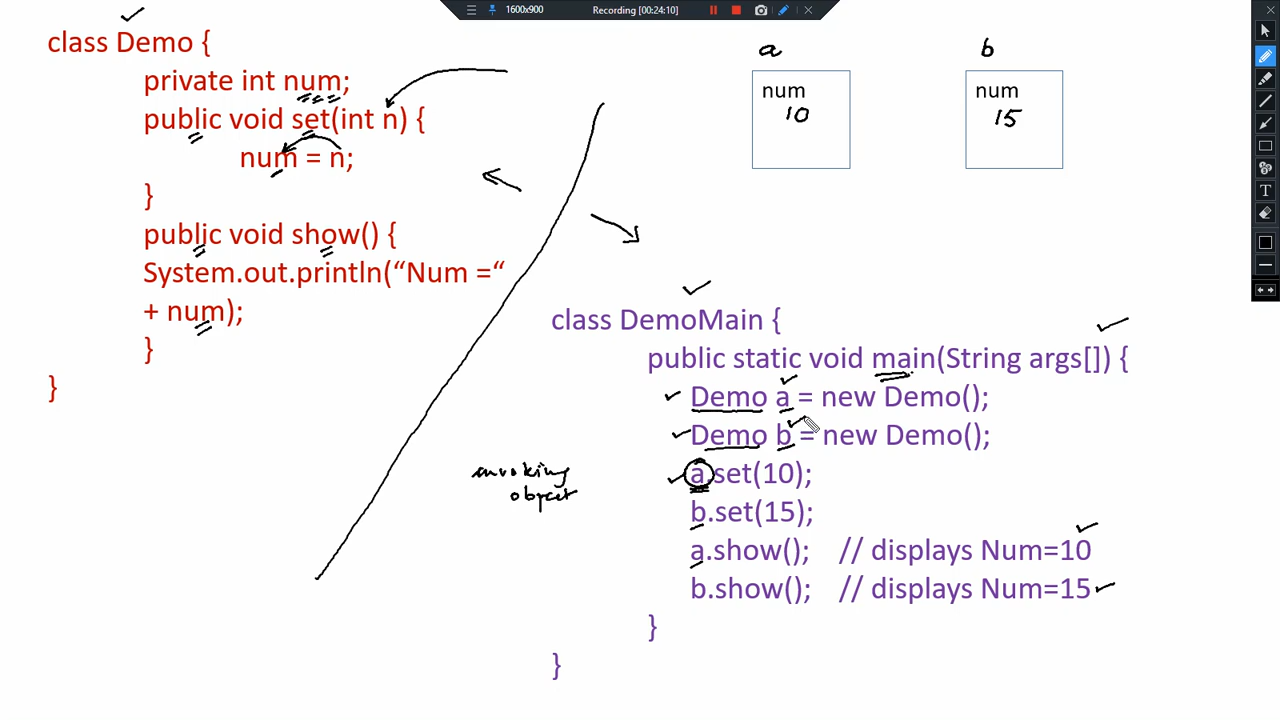 1600x900
Recording [00:24:10]
class Demo {
private int num;
public void set(int n) {
num = n;
}
public void show() {
System.out.println(“Num =“
+ num);
}
}
a
b
num
10
num
15
class DemoMain {
public static void main(String args[]) {
Demo a = new Demo();
Demo b = new Demo();
a.set(10);
b.set(15);
a.show(); // displays Num=10
b.show(); // displays Num=15
}
}
invoking
object
T